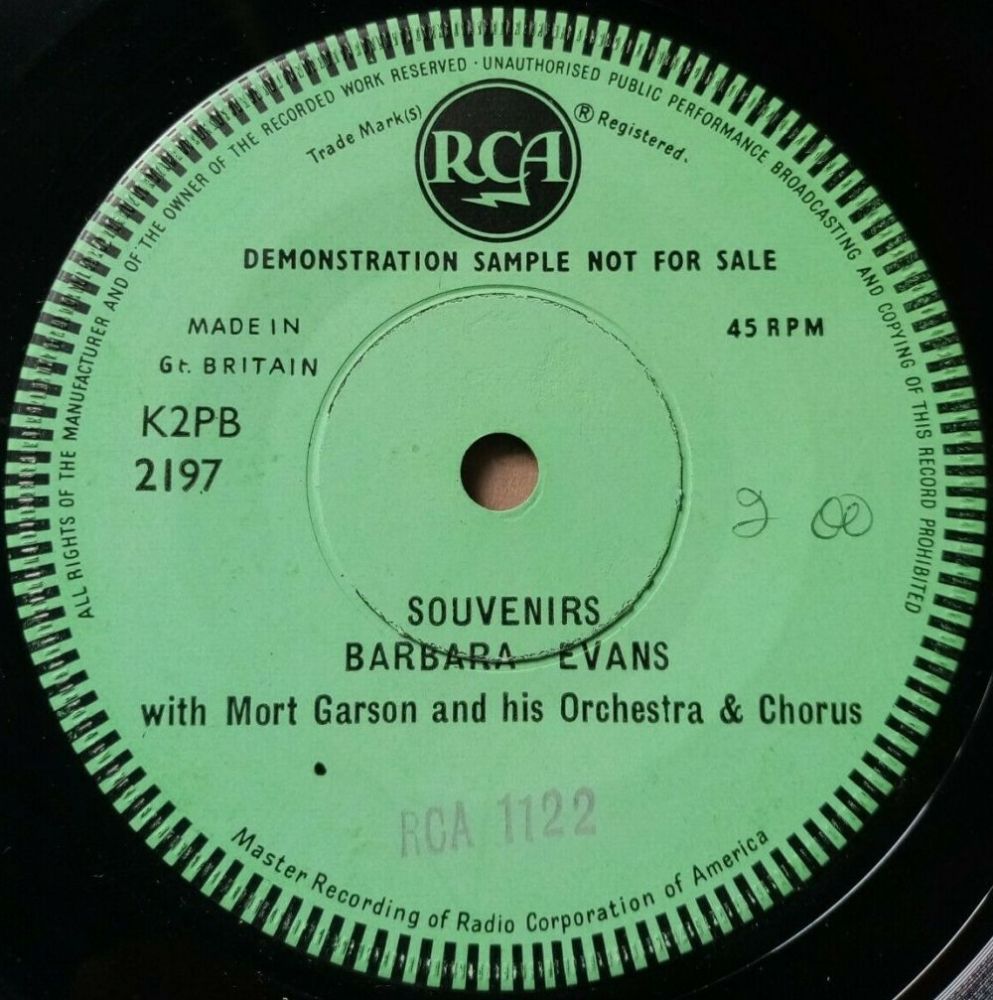 ALL RIGHTS OF THE MANUFACTURER AND OF THE OWNER OF THE RECORDED WORK RESERVED · UNAUTHORISED PUBLIC PERFORMANCE BROADCASTING AND COPYING OF THIS RECORD PROHIBITED
Trade Mark(s) RCA ® Registered.
DEMONSTRATION SAMPLE NOT FOR SALE
MADE IN
Gt. BRITAIN
45 RPM
K2PB
2197
2 00
SOUVENIRS
BARBARA EVANS
with Mort Garson and his Orchestra & Chorus
RCA 1122
Master Recording of Radio Corporation of America